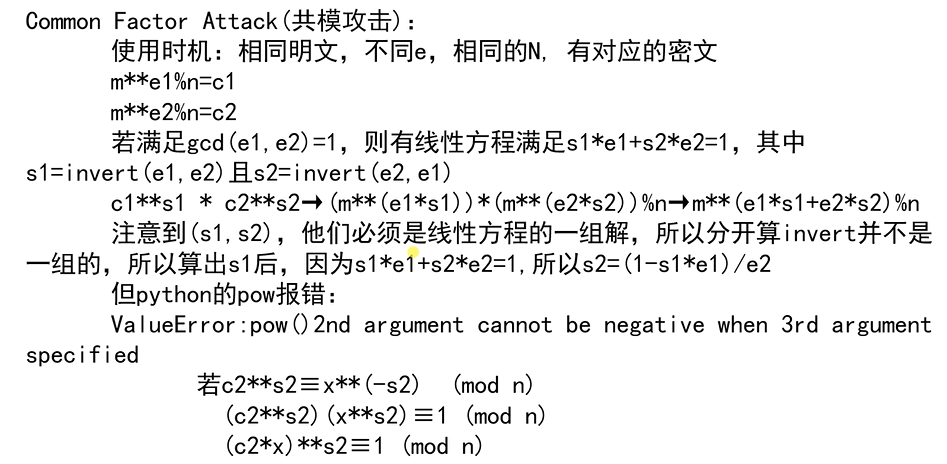 Common Factor Attack(共模攻击):
使用时机: 相同明文, 不同e, 相同的N, 有对应的密文
m**e1%n=c1
m**e2%n=c2
若满足gcd(e1,e2)=1, 则有线性方程满足s1*e1+s2*e2=1, 其中
s1=invert(e1,e2)且s2=invert(e2,e1)
c1**s1 * c2**s2→(m**(e1*s1))*(m**(e2*s2))%n→m**(e1*s1+e2*s2)%n
注意到(s1,s2), 他们必须是线性方程的一组解, 所以分开算invert并不是
一组的, 所以算出s1后, 因为s1*e1+s2*e2=1,所以s2=(1-s1*e1)/e2
但python的pow报错:
ValueError:pow()2nd argument cannot be negative when 3rd argument
specified
若c2**s2≡x**(-s2) (mod n)
(c2**s2)(x**s2)≡1 (mod n)
(c2*x)**s2≡1 (mod n)